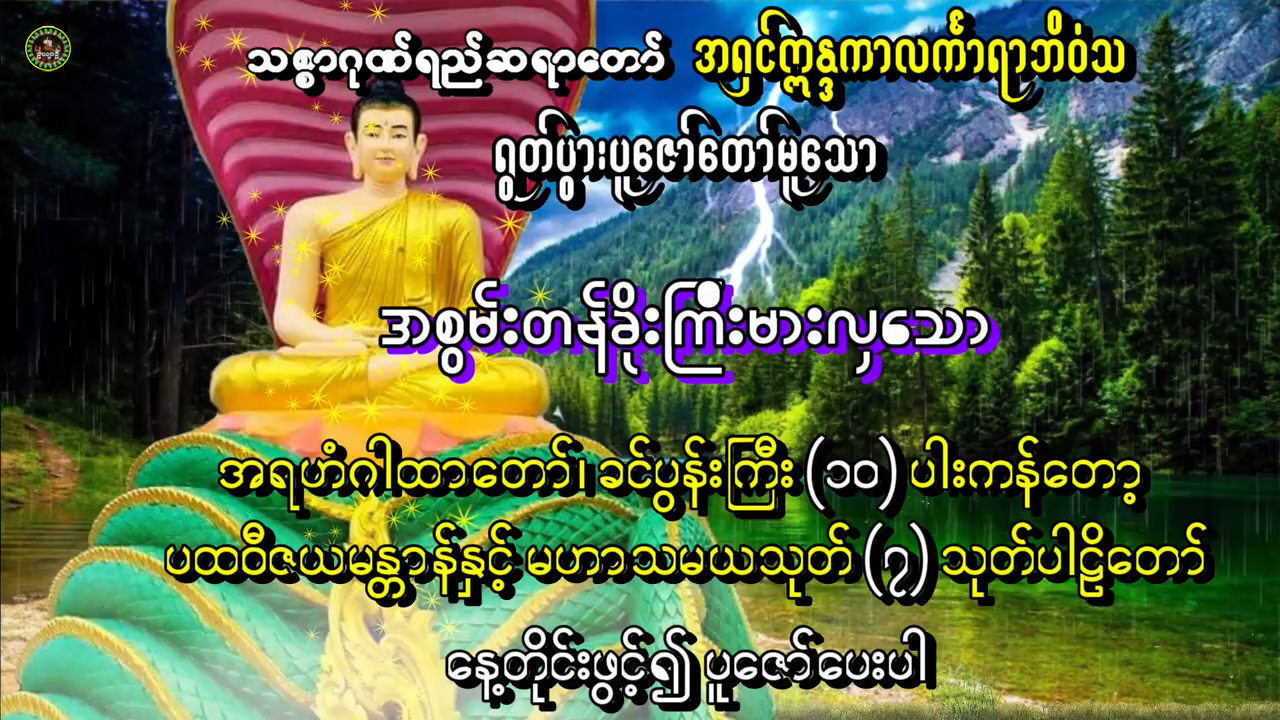 သစ္စာဂုဏ်ရည်ဆရာတော် အရှင်ဣန္ဒကာလင်္ကာရာဘိဝံသ
ရွတ်ပွားပူဇော်တော်မူသော
အစွမ်းတန်ခိုးကြီးမားလှသော
အရဟံဂါထာတော်၊ ခင်ပွန်းကြီး (၁၀) ပါးကန်တော့
ပထဝီဇယမန္တာန်နှင့် မဟာသမယသုတ် (၇) သုတ်ပါဠိတော်
နေ့တိုင်းဖွင့်၍ ပူဇော်ပေးပါ